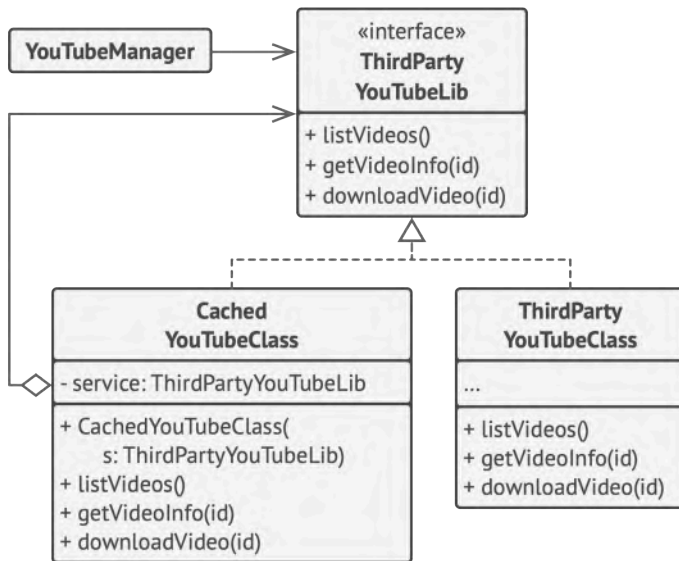 YouTubeManager
«interface»
ThirdParty
YouTubeLib
+ listVideos()
+ getVideoInfo(id)
+ downloadVideo(id)
Cached
YouTubeClass
- service: ThirdPartyYouTubeLib
+ CachedYouTubeClass(
s: ThirdPartyYouTubeLib)
+ listVideos()
+ getVideoInfo(id)
+ downloadVideo(id)
ThirdParty
YouTubeClass
...
+ listVideos()
+ getVideoInfo(id)
+ downloadVideo(id)